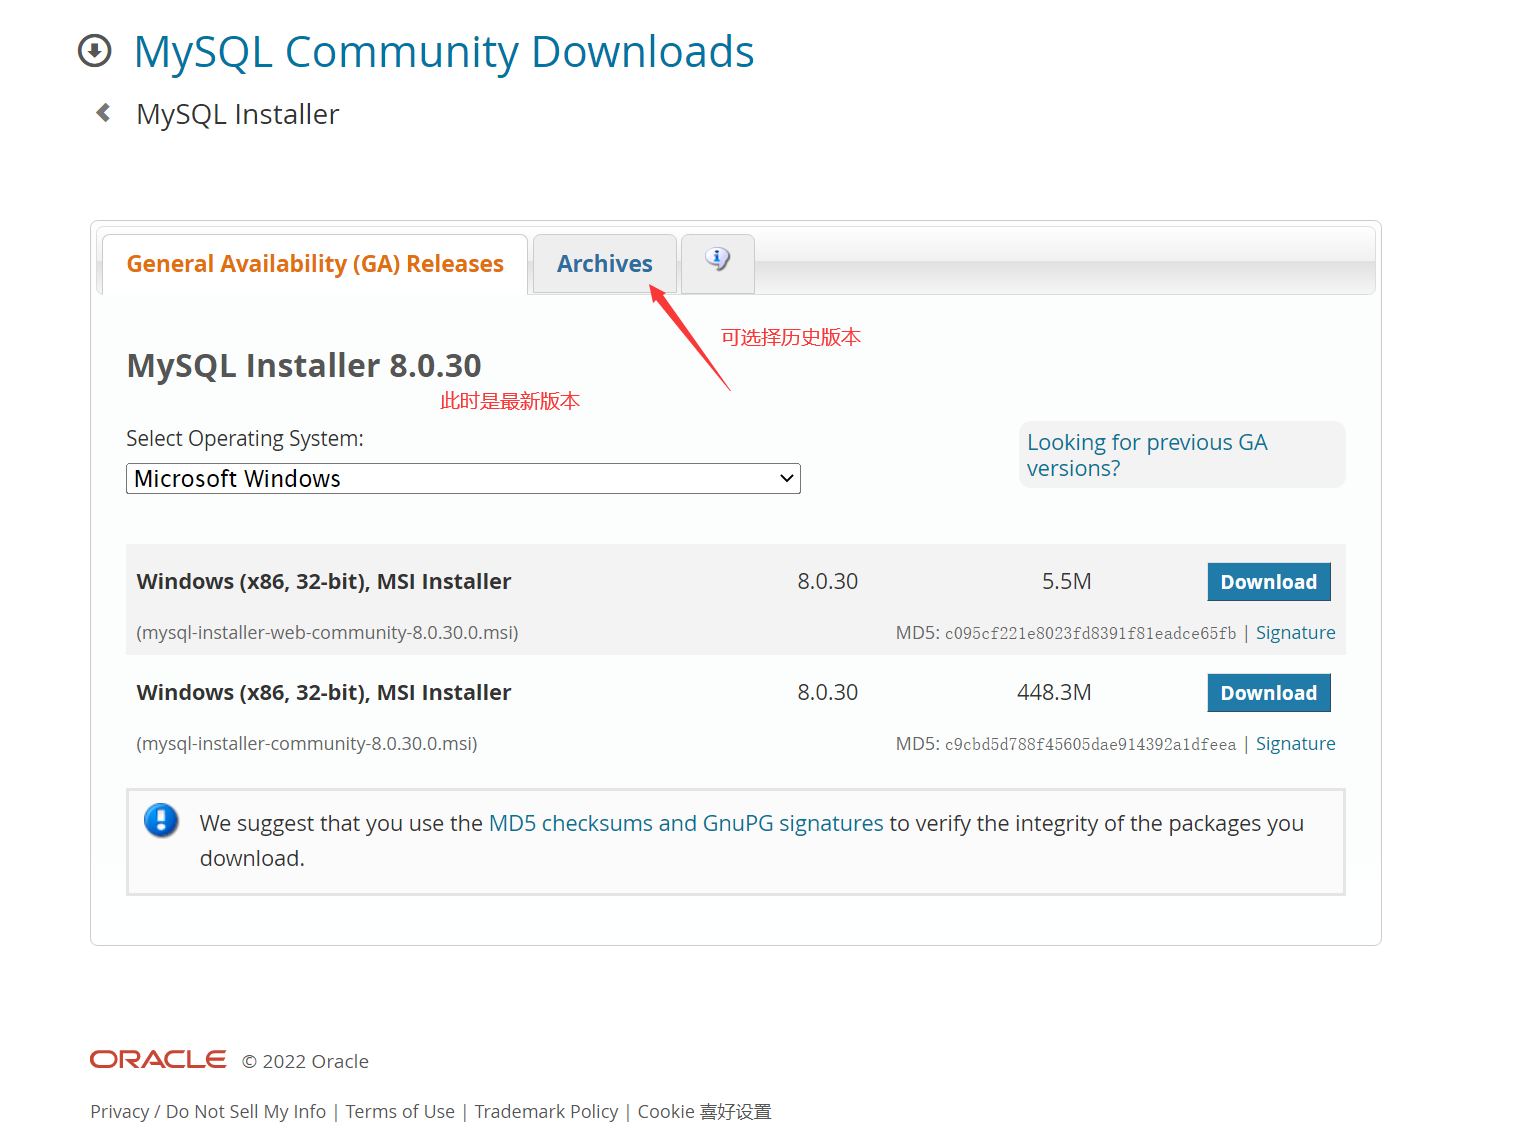 MySQL Community Downloads
MySQL Installer
General Availability (GA) Releases
Archives
可选择历史版本
MySQL Installer 8.0.30
此时是最新版本
Select Operating System:
Looking for previous GA
versions?
Microsoft Windows
Windows (x86, 32-bit), MSI Installer 8.0.30 5.5M Download
(mysql-installer-web-community-8.0.30.0.msi) MD5: c095cf221e8023fd8391f81eadce65fb | Signature
Windows (x86, 32-bit), MSI Installer 8.0.30 448.3M Download
(mysql-installer-community-8.0.30.0.msi) MD5: c9cbd5d788f45605dae914392a1dfeea | Signature
We suggest that you use the MD5 checksums and GnuPG signatures to verify the integrity of the packages you
download.
ORACLE © 2022 Oracle
Privacy / Do Not Sell My Info | Terms of Use | Trademark Policy | Cookie 喜好设置